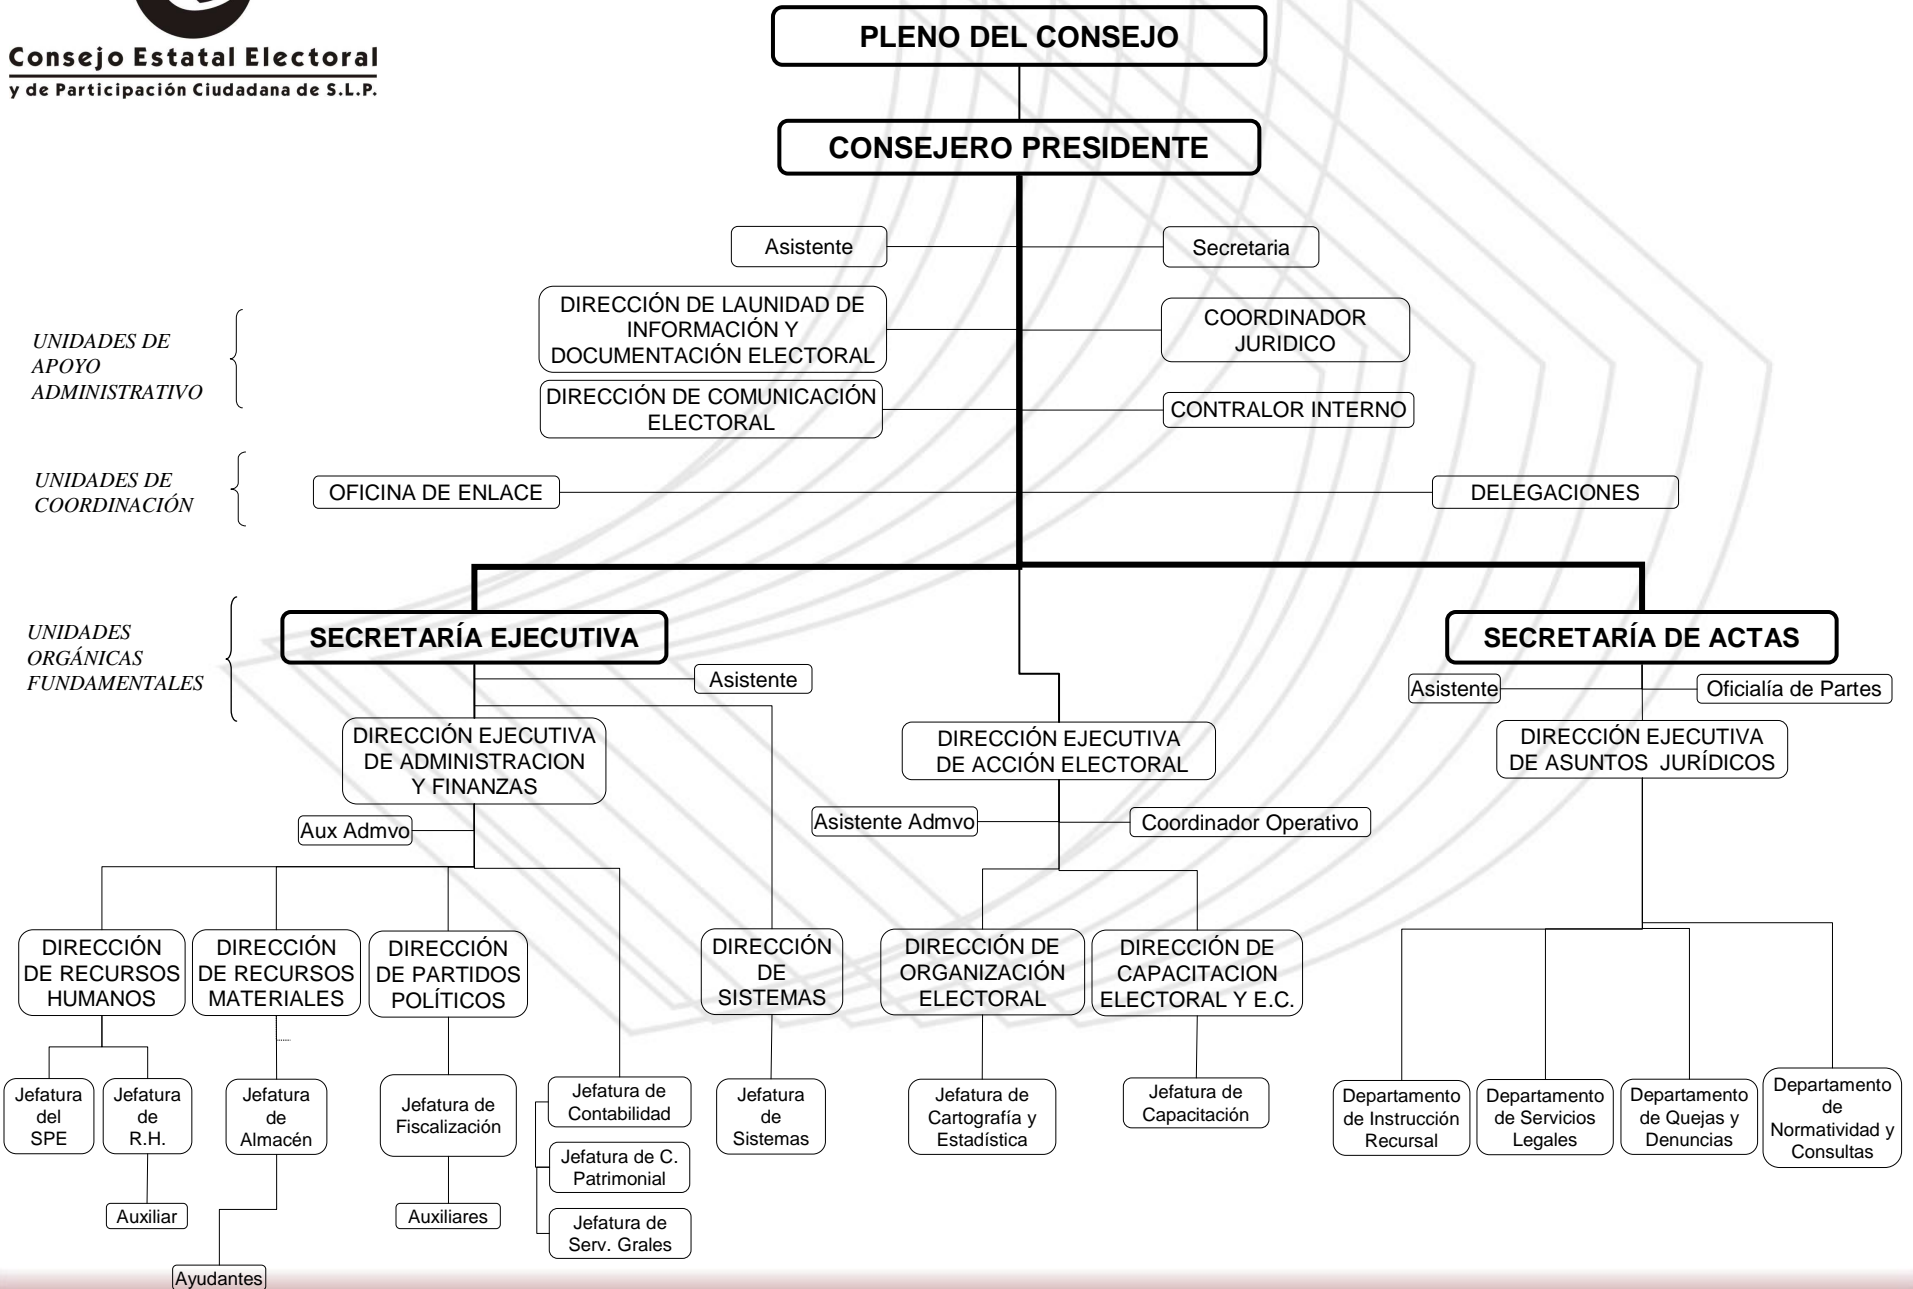 Consejo Estatal Electoral
y de Participación Ciudadana de S.L.P.
PLENO DEL CONSEJO
CONSEJERO PRESIDENTE
Asistente
Secretaria
UNIDADES DE
APOYO
ADMINISTRATIVO
DIRECCIÓN DE LAUNIDAD DE
INFORMACIÓN Y
DOCUMENTACIÓN ELECTORAL
COORDINADOR
JURIDICO
DIRECCIÓN DE COMUNICACIÓN
ELECTORAL
CONTRALOR INTERNO
UNIDADES DE
COORDINACIÓN
OFICINA DE ENLACE
DELEGACIONES
UNIDADES
ORGÁNICAS
FUNDAMENTALES
SECRETARÍA EJECUTIVA
SECRETARÍA DE ACTAS
Asistente
Asistente
Oficialía de Partes
DIRECCIÓN EJECUTIVA
DE ADMINISTRACION
Y FINANZAS
DIRECCIÓN EJECUTIVA
DE ACCIÓN ELECTORAL
DIRECCIÓN EJECUTIVA
DE ASUNTOS JURÍDICOS
Aux Admvo
Asistente Admvo
Coordinador Operativo
DIRECCIÓN
DE RECURSOS
HUMANOS
DIRECCIÓN
DE RECURSOS
MATERIALES
DIRECCIÓN
DE PARTIDOS
POLÍTICOS
DIRECCIÓN
DE
SISTEMAS
DIRECCIÓN DE
ORGANIZACIÓN
ELECTORAL
DIRECCIÓN DE
CAPACITACION
ELECTORAL Y E.C.
Jefatura
del
SPE
Jefatura
de
R.H.
Jefatura
de
Almacén
Jefatura de
Fiscalización
Jefatura de
Contabilidad
Jefatura de C.
Patrimonial
Jefatura de
Serv. Grales
Jefatura
de
Sistemas
Jefatura de
Cartografía y
Estadística
Jefatura de
Capacitación
Departamento
de Instrucción
Recursal
Departamento
de Servicios
Legales
Departamento
de Quejas y
Denuncias
Departamento
de
Normatividad y
Consultas
Auxiliar
Auxiliares
Ayudantes